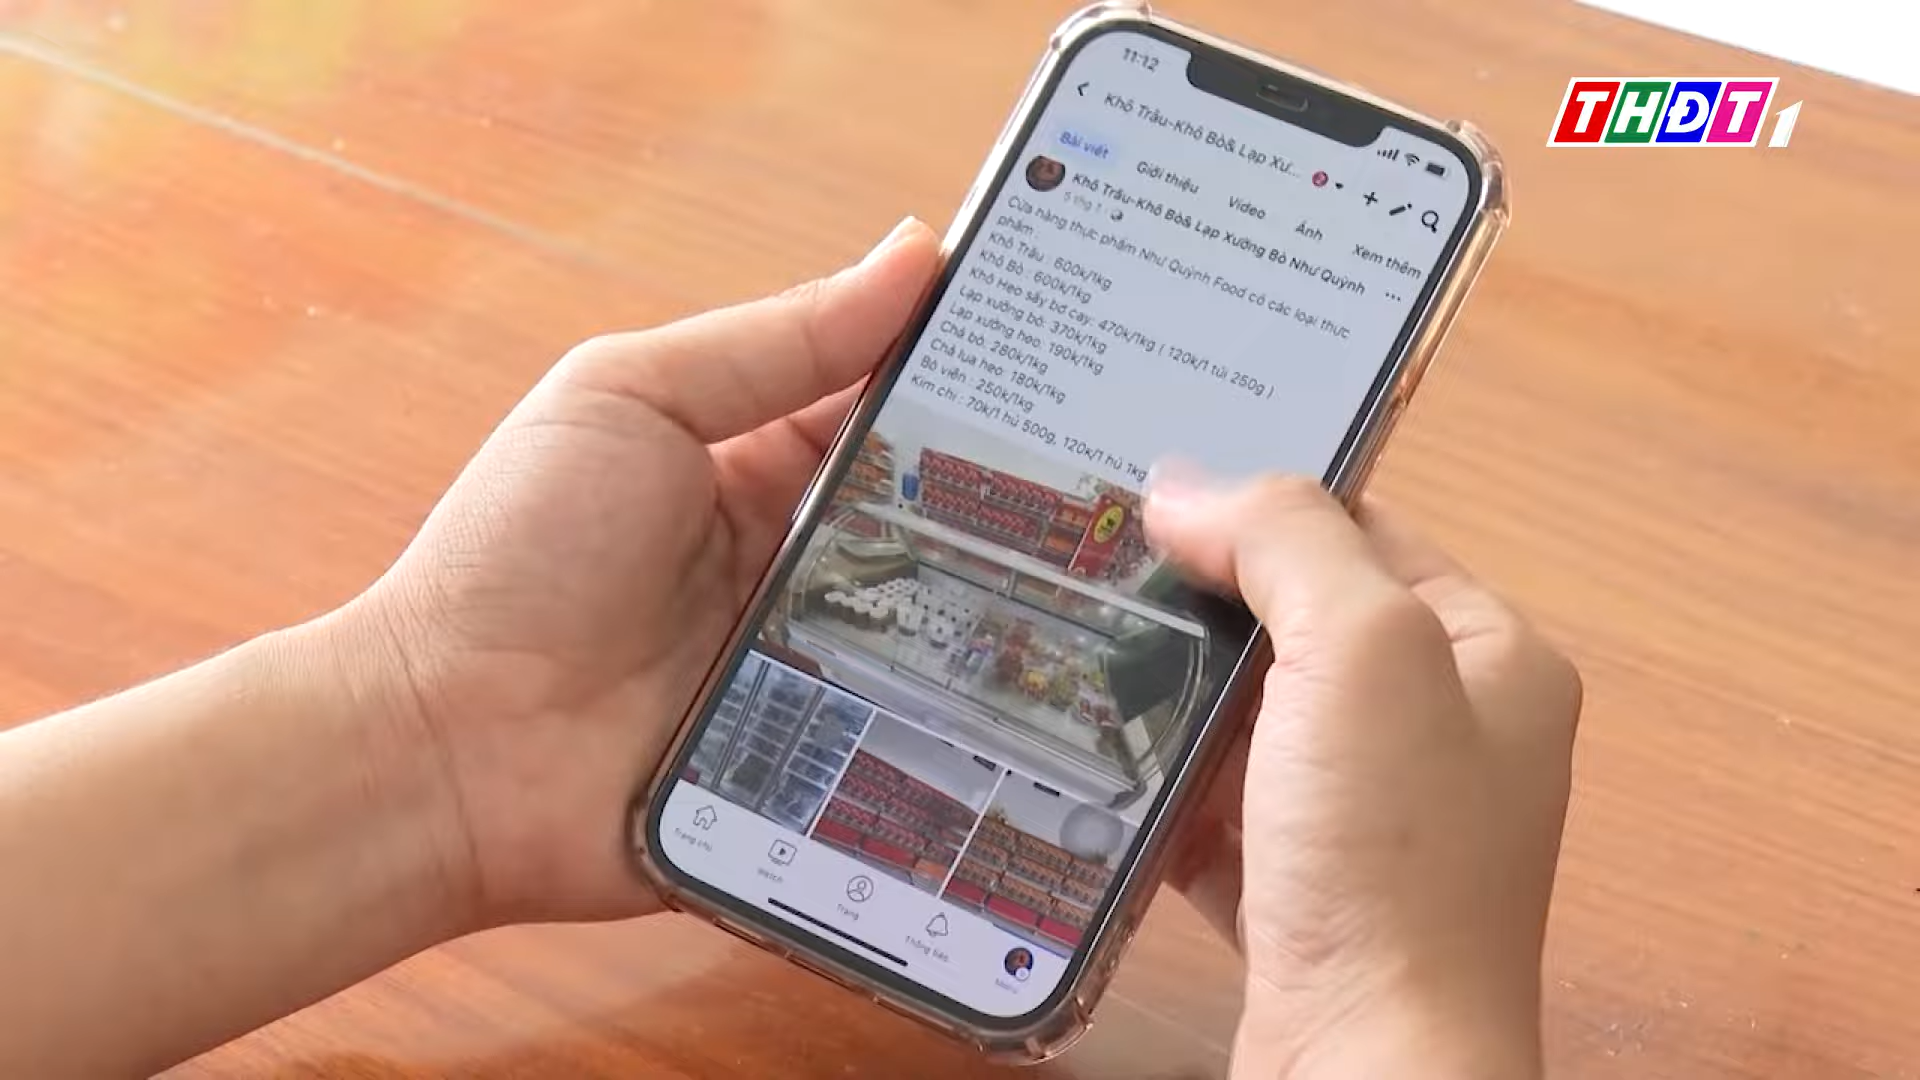 THĐT1
11:12
Khô Trâu-Khô Bò& Lạp Xư...
2
Bài viết
Giới thiệu
Video
Ảnh
Xem thêm
Khô Trâu-Khô Bò& Lạp Xưởng Bò Như Quỳnh
5 thg 1
Cửa hàng thực phẩm Như Quỳnh Food có các loại thực
phẩm :
Khô Trâu : 600k/1kg
Khô Bò : 600k/1kg
Khô Heo sấy bơ cay: 470k/1kg ( 120k/1 túi 250g )
Lạp xưởng bò: 370k/1kg
Lạp xưởng heo: 190k/1kg
Chả bò: 280k/1kg
Chả lụa heo: 180k/1kg
Bò viên : 250k/1kg
Kim chi : 70k/1 hủ 500g, 120k/1 hủ 1kg
Trang chủ
Watch
Trang
Thông báo
Menu